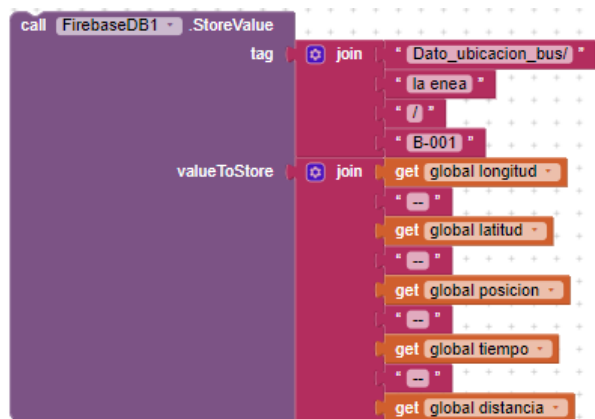 call FirebaseDB1 .StoreValue
tag join " Dato_ubicacion_bus/ "
" la enea "
" / "
" B-001 "
valueToStore join get global longitud
" -- "
get global latitud
" -- "
get global posicion
" -- "
get global tiempo
" -- "
get global distancia